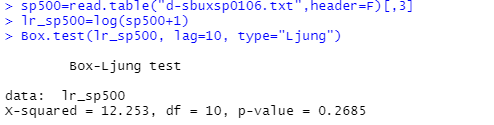 > sp500=read.table("d-sbuxsp0106.txt",header=F)[,3]
> lr_sp500=log(sp500+1)
> Box.test(lr_sp500, lag=10, type="Ljung")
Box-Ljung test
data:  lr_sp500
X-squared = 12.253, df = 10, p-value = 0.2685